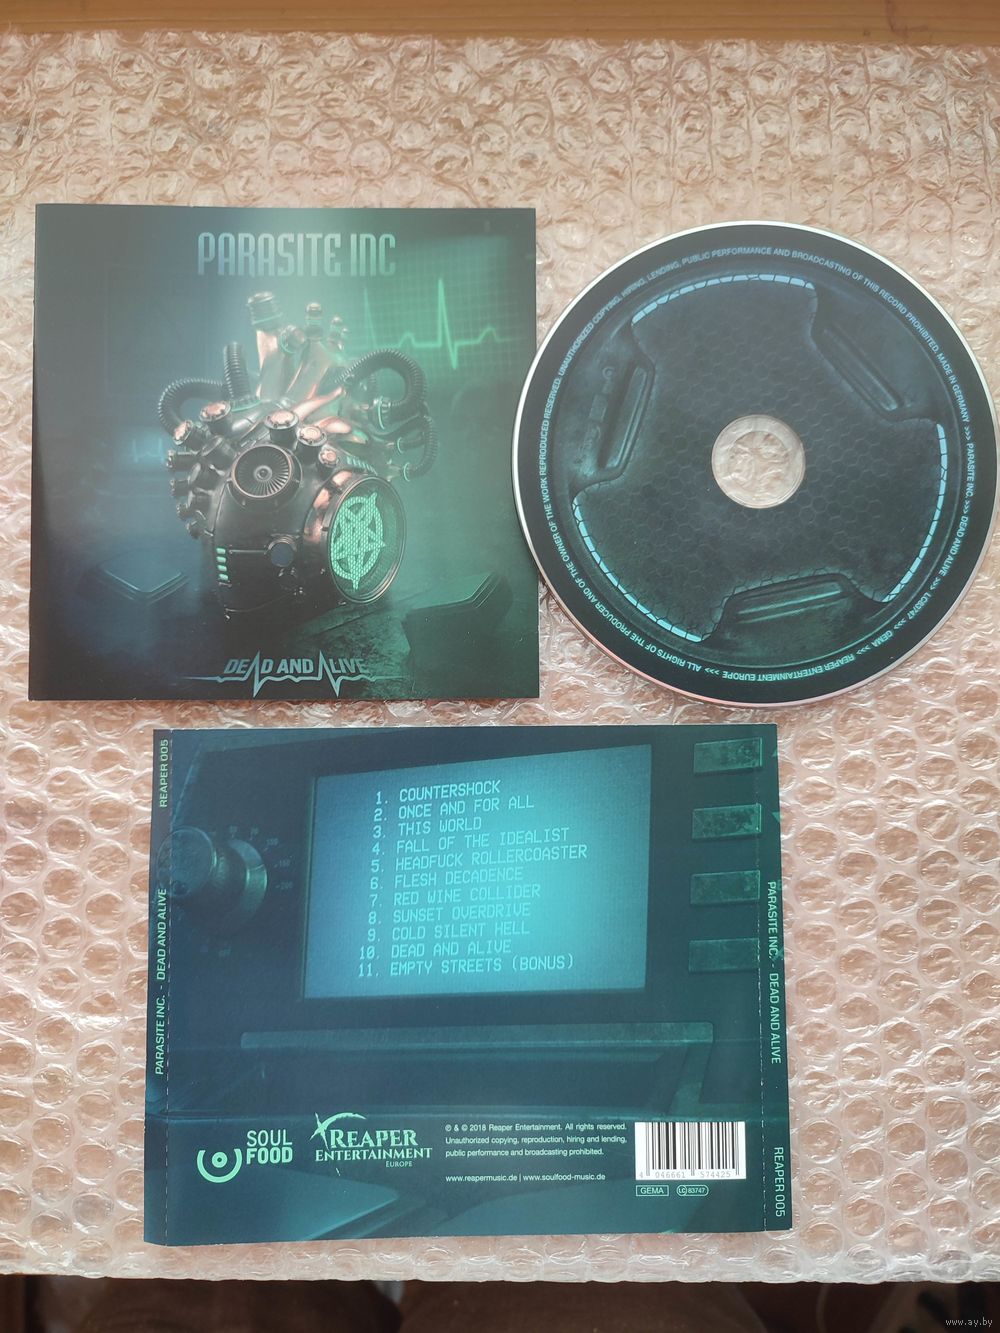 PARASITE INC
DEAD AND ALIVE
ALL RIGHTS OF THE PRODUCER AND OF THE OWNER OF THE WORK REPRODUCED RESERVED. UNAUTHORIZED COPYING, HIRING, LENDING, PUBLIC PERFORMANCE AND BROADCASTING OF THIS RECORD PROHIBITED. MADE IN GERMANY >>> PARASITE INC. >>> DEAD AND ALIVE >>> LC83747 >>> GEMA >>> REAPER ENTERTAINMENT EUROPE >>>
REAPER 005
PARASITE INC. - DEAD AND ALIVE
1. COUNTERSHOCK
2. ONCE AND FOR ALL
3. THIS WORLD
4. FALL OF THE IDEALIST
5. HEADFUCK ROLLERCOASTER
6. FLESH DECADENCE
7. RED WINE COLLIDER
8. SUNSET OVERDRIVE
9. COLD SILENT HELL
10. DEAD AND ALIVE
11. EMPTY STREETS (BONUS)
PARASITE INC. - DEAD AND ALIVE
REAPER 005
SOUL
FOOD
REAPER
ENTERTAINMENT
EUROPE
℗ & © 2018 Reaper Entertainment. All rights reserved.
Unauthorized copying, reproduction, hiring and lending,
public performance and broadcasting prohibited.
www.reapermusic.de | www.soulfood-music.de
4 046661 574425
GEMA LC 83747
www.ay.by